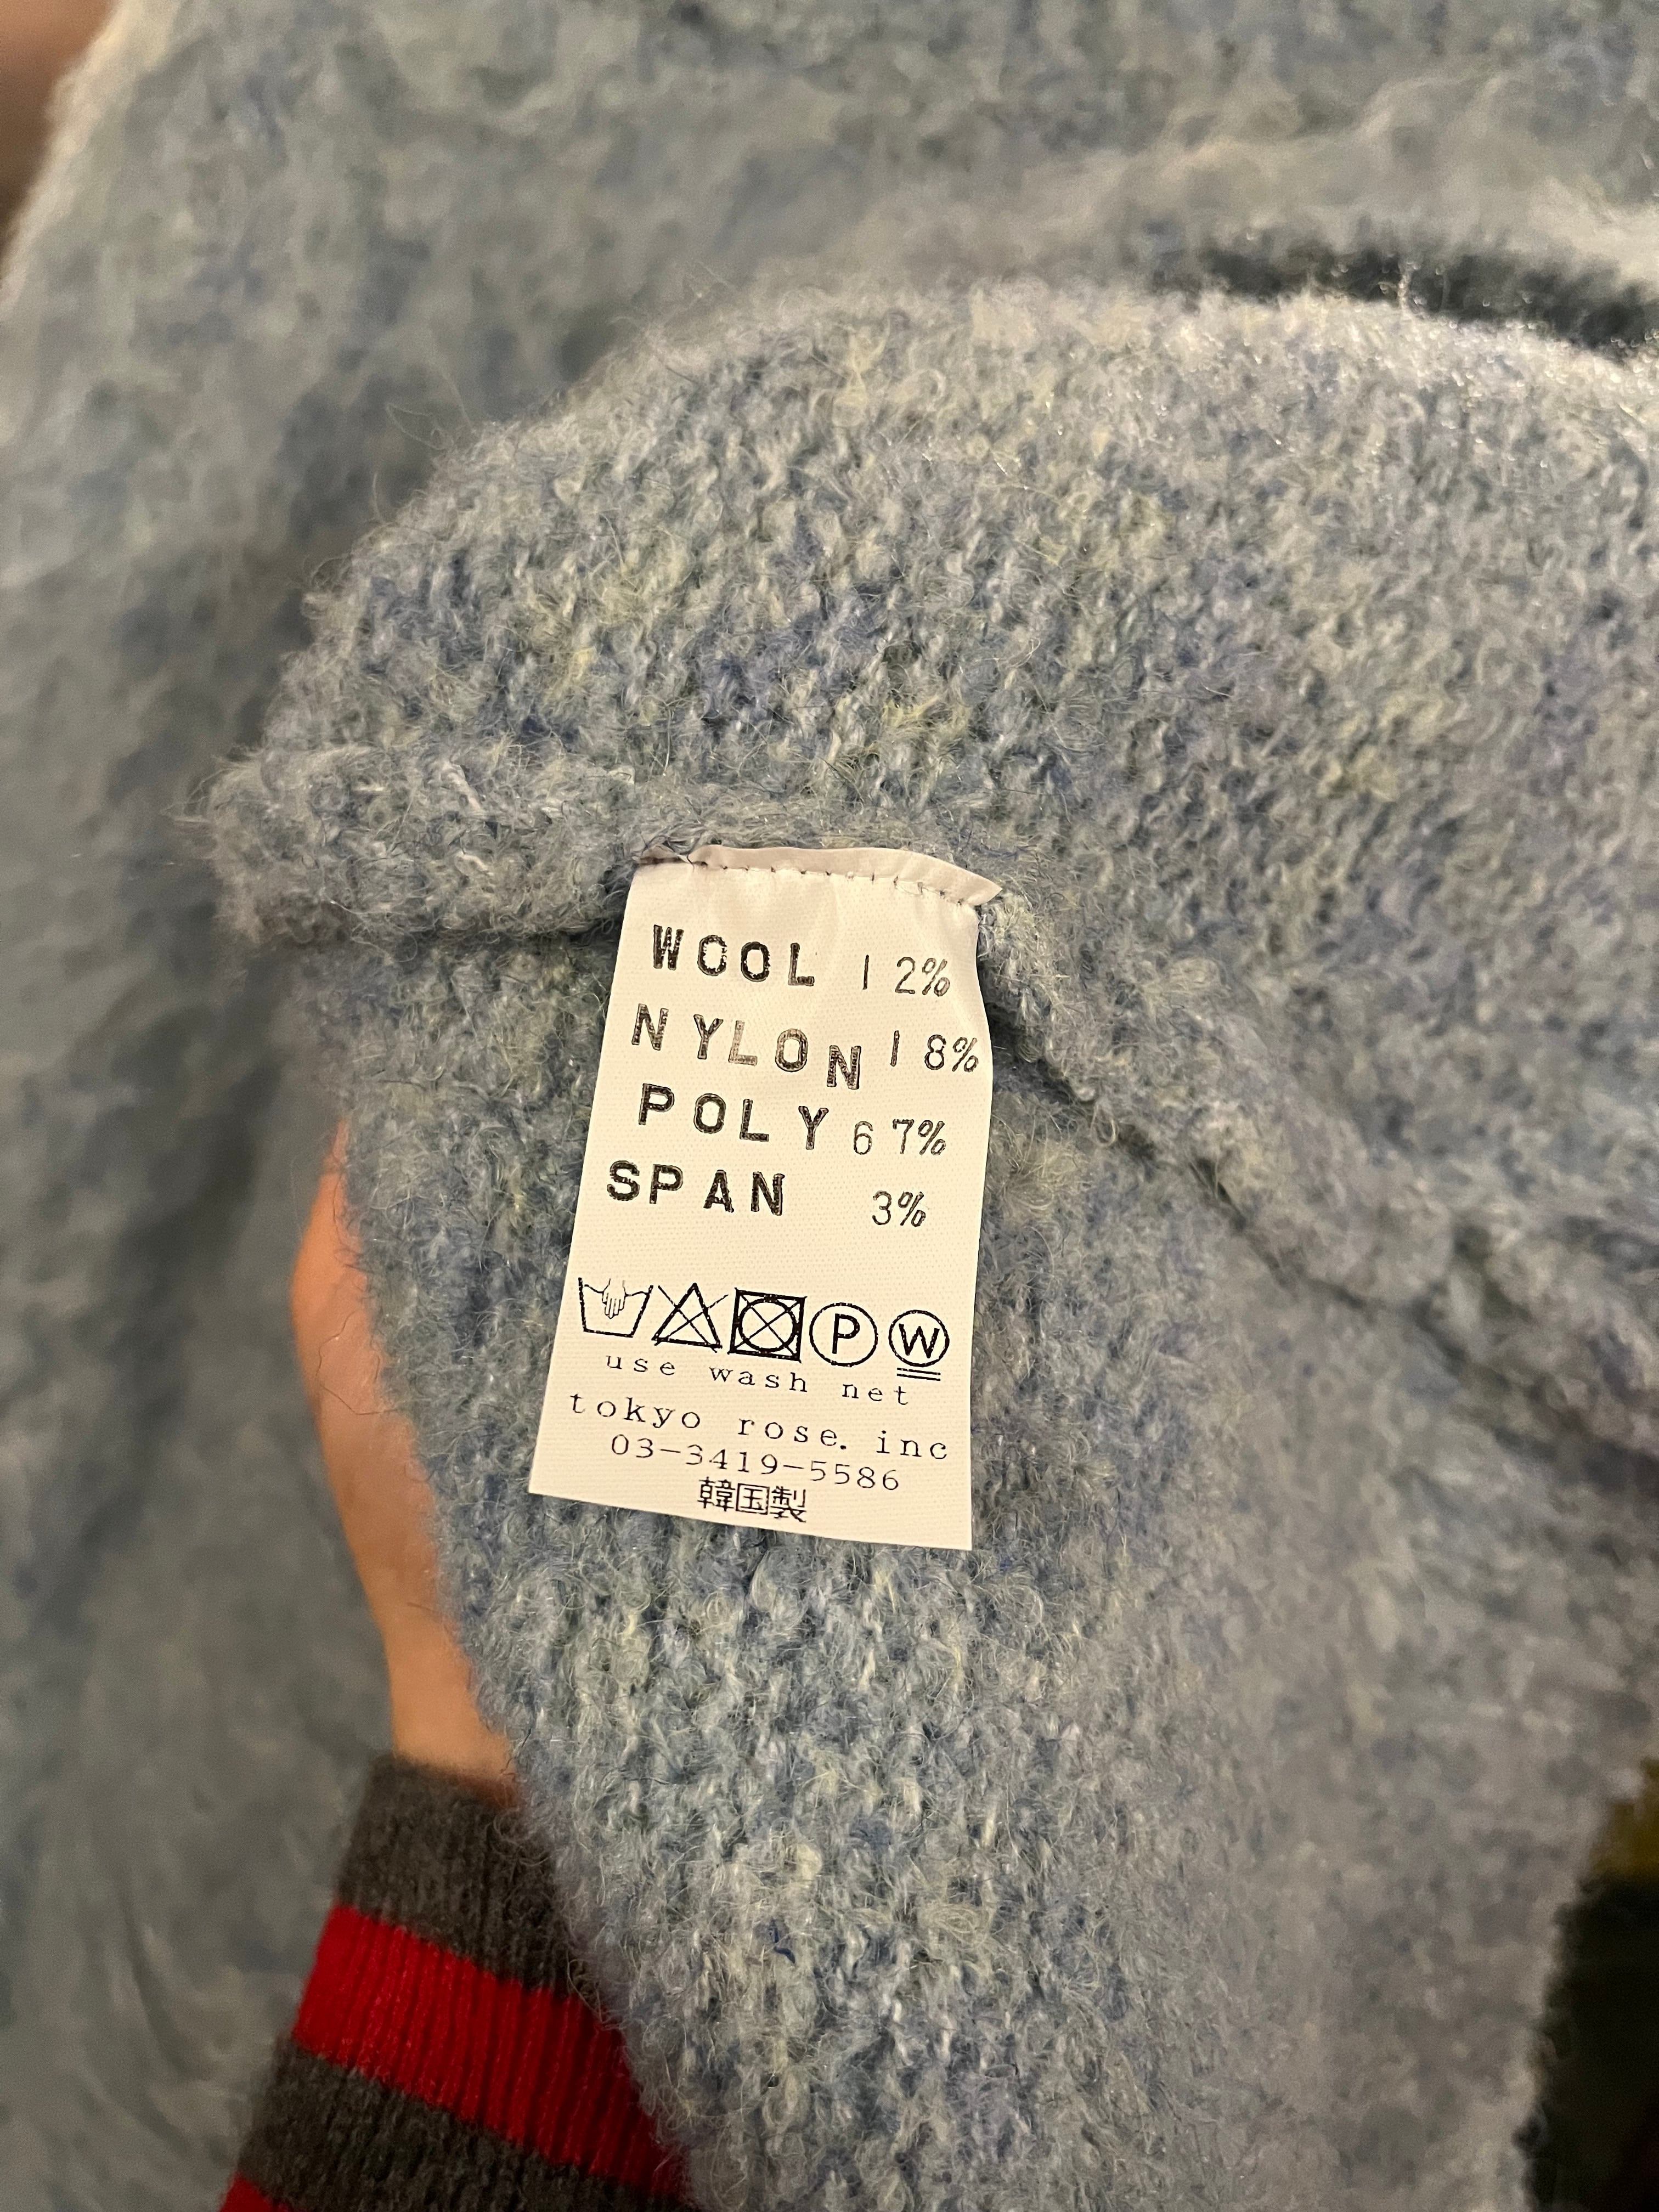 WOOL 12%
NYLON 18%
POLY 67%
SPAN 3%
P W
use wash net
tokyo rose. inc
03-3419-5586
韓国製